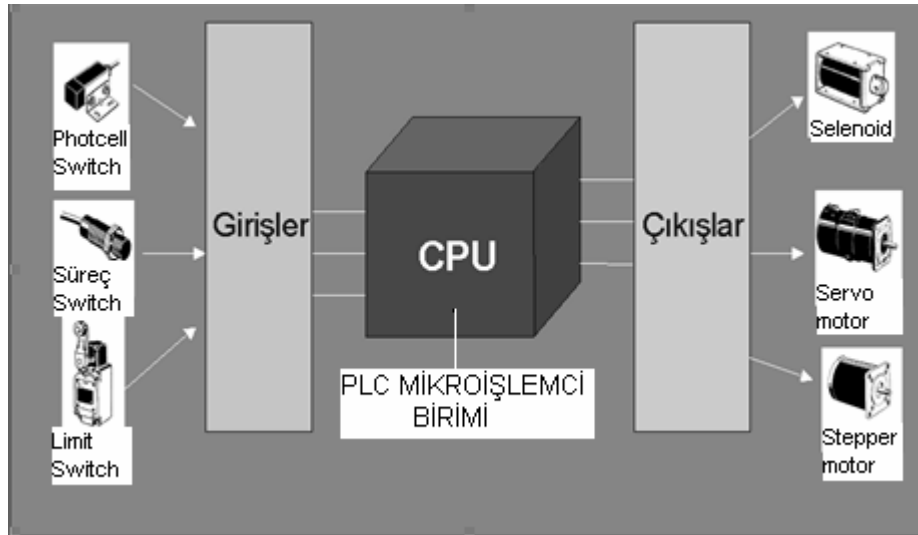 Photcell
Switch
Süreç
Switch
Limit
Switch
Girişler
CPU
PLC MİKROİŞLEMCİ
BİRİMİ
Çıkışlar
Selenoid
Servo
motor
Stepper
motor